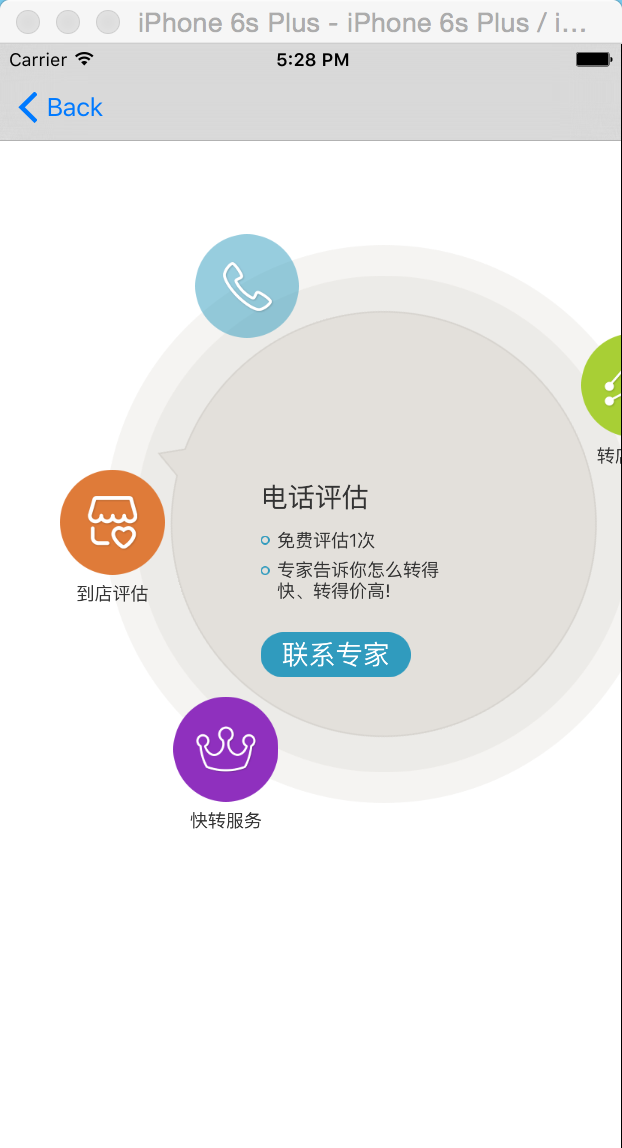 iPhone 6s Plus - iPhone 6s Plus / i...
Carrier
5:28 PM
Back
转
电话评估
免费评估1次
专家告诉你怎么转得
快、转得价高!
联系专家
到店评估
快转服务